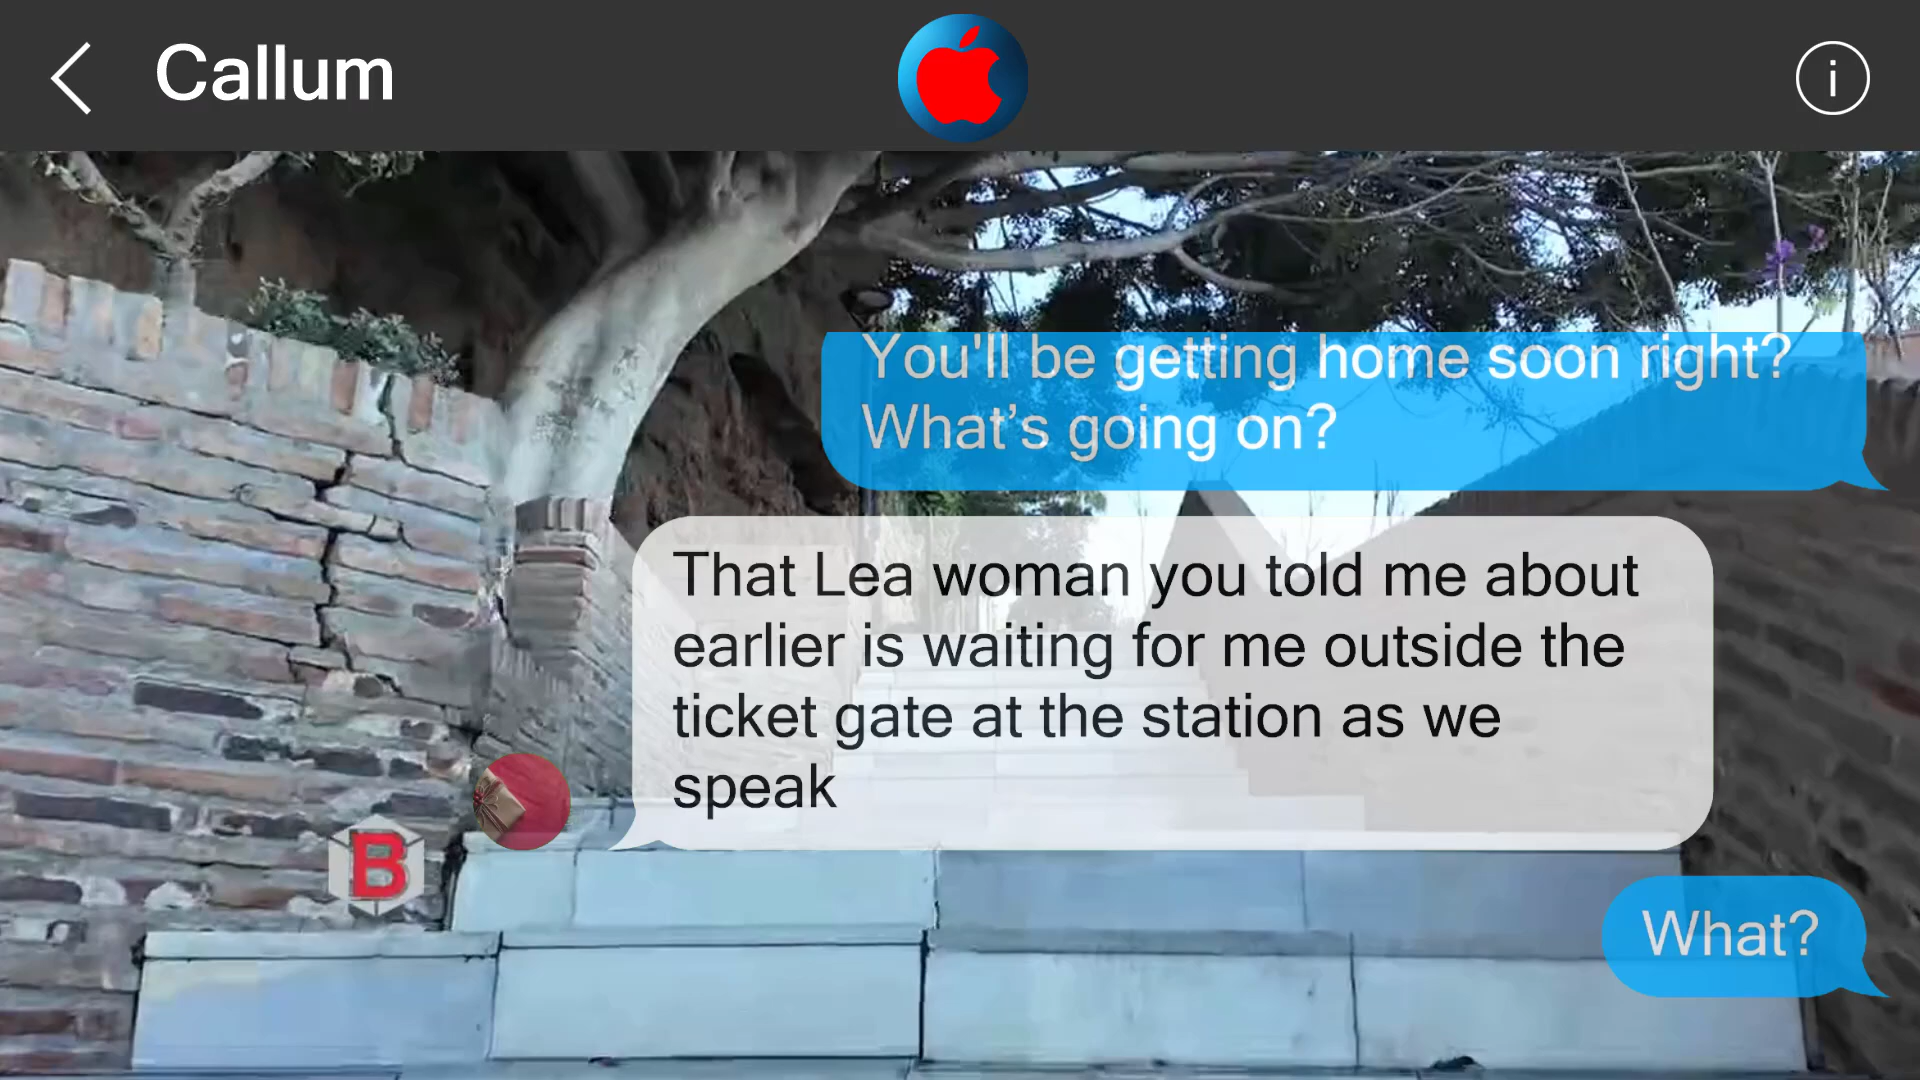 Callum
You'll be getting home soon right?
What’s going on?
That Lea woman you told me about
earlier is waiting for me outside the
ticket gate at the station as we
speak
B
What?